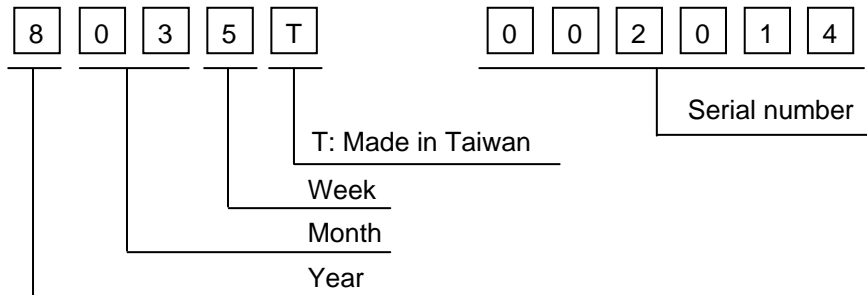 8 0 3 5 T 0 0 2 0 1 4
Serial number
T: Made in Taiwan
Week
Month
Year